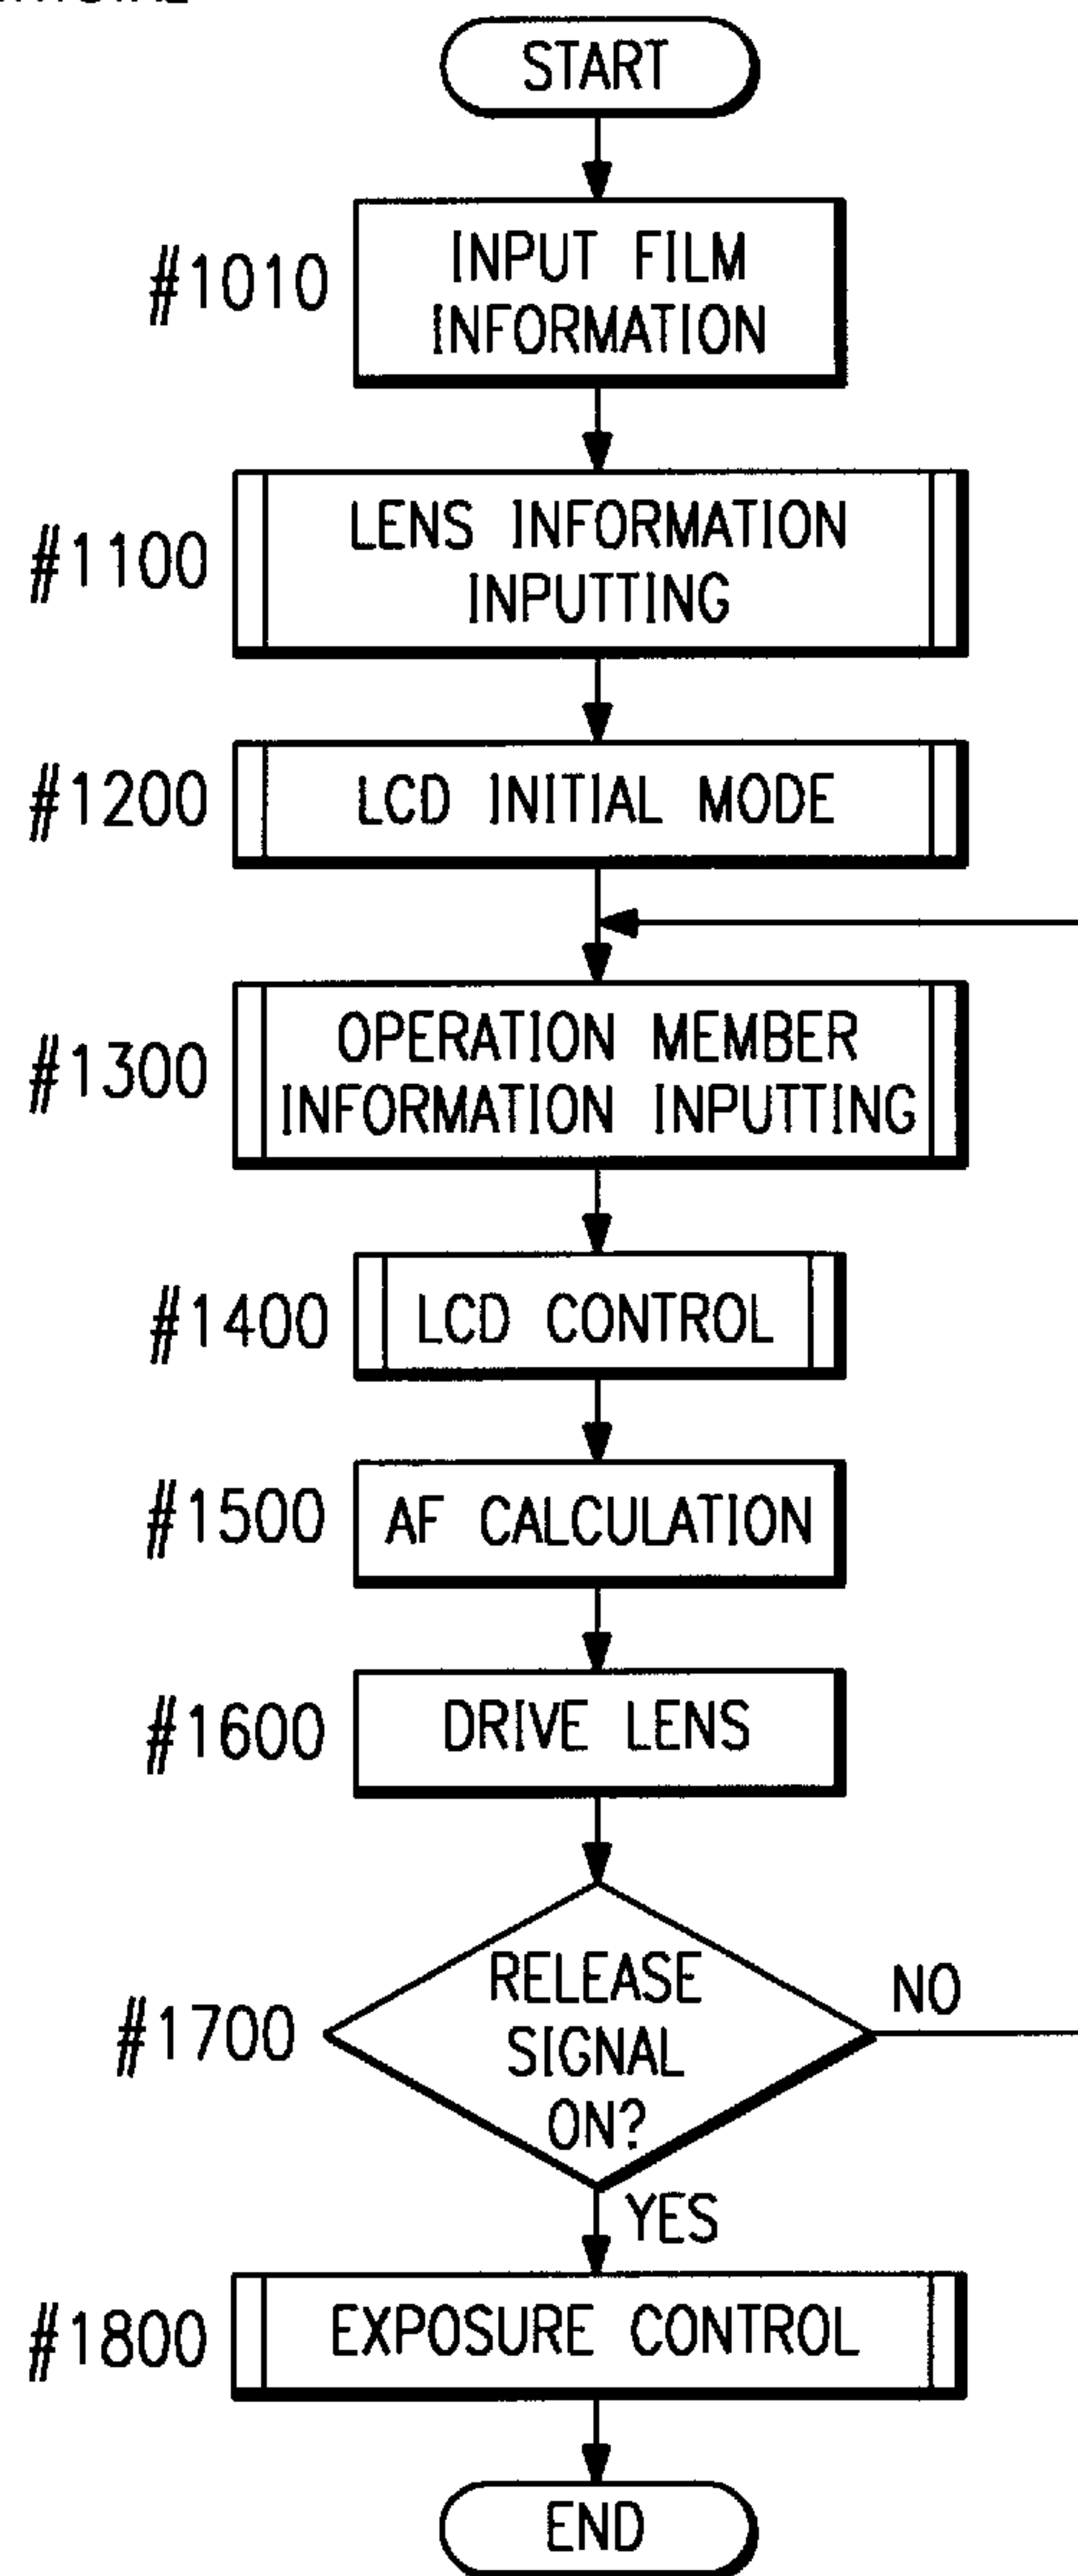 START
#1010
INPUT FILM
INFORMATION
#1100
LENS INFORMATION
INPUTTING
#1200
LCD INITIAL MODE
#1300
OPERATION MEMBER
INFORMATION INPUTTING
#1400
LCD CONTROL
#1500
AF CALCULATION
#1600
DRIVE LENS
#1700
RELEASE
SIGNAL
ON?
NO
YES
#1800
EXPOSURE CONTROL
END